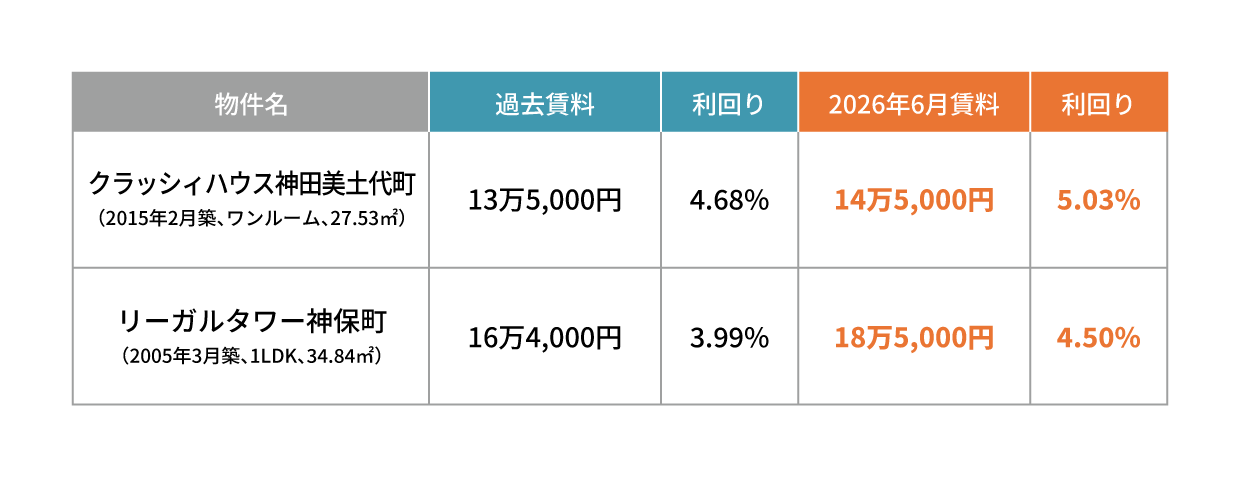 物件名 過去賃料 利回り 2026年6月賃料 利回り
クラッシィハウス神田美土代町
（2015年2月築、ワンルーム、27.53㎡）
13万5,000円 4.68% 14万5,000円 5.03%
リーガルタワー神保町
（2005年3月築、1LDK、34.84㎡）
16万4,000円 3.99% 18万5,000円 4.50%